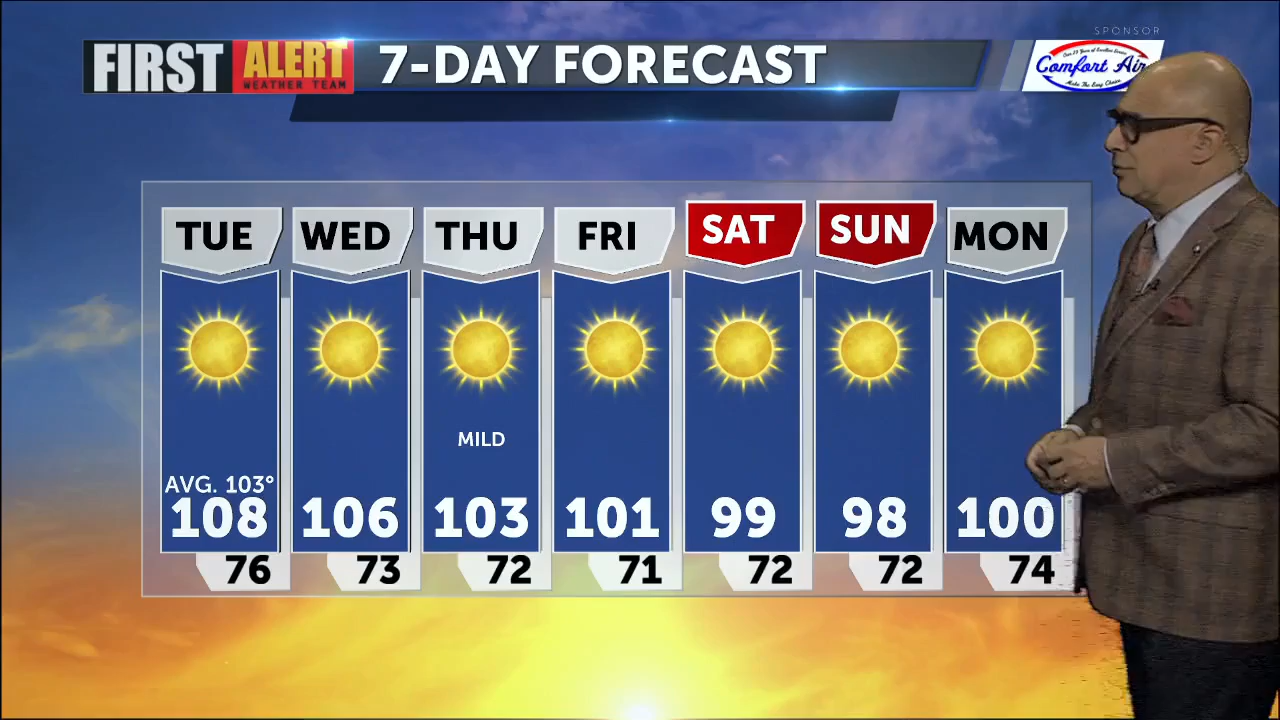 SPONSOR
FIRST ALERT
WEATHER TEAM
7-DAY FORECAST
Comfort Air
TUE WED THU FRI SAT SUN MON
MILD
AVG. 103°
108 106 103 101 99 98 100
76 73 72 71 72 72 74